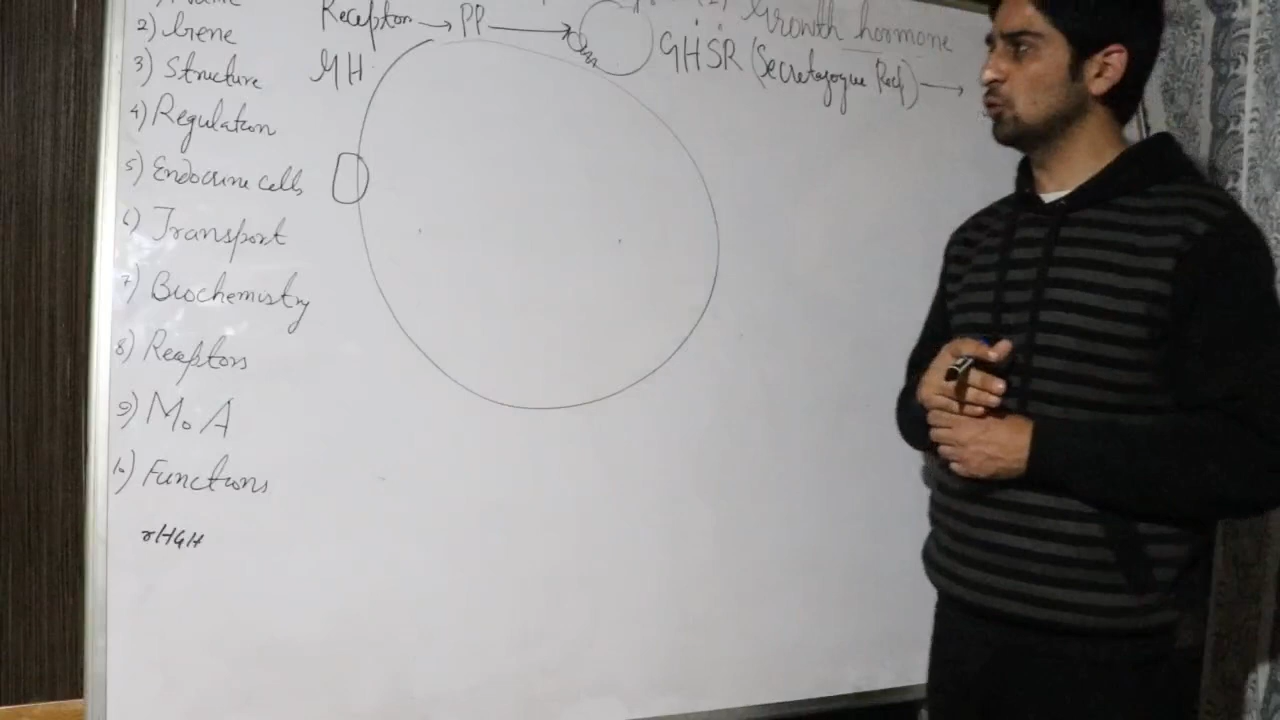 2) Gene
3) Structure
4) Regulation
5) Endocrine cells
6) Transport
7) Biochemistry
8) Receptors
9) MoA
10) Functions
rHGH
Receptor → PP →
GH
Growth hormone
GHSR (Secretagogue Rec) →